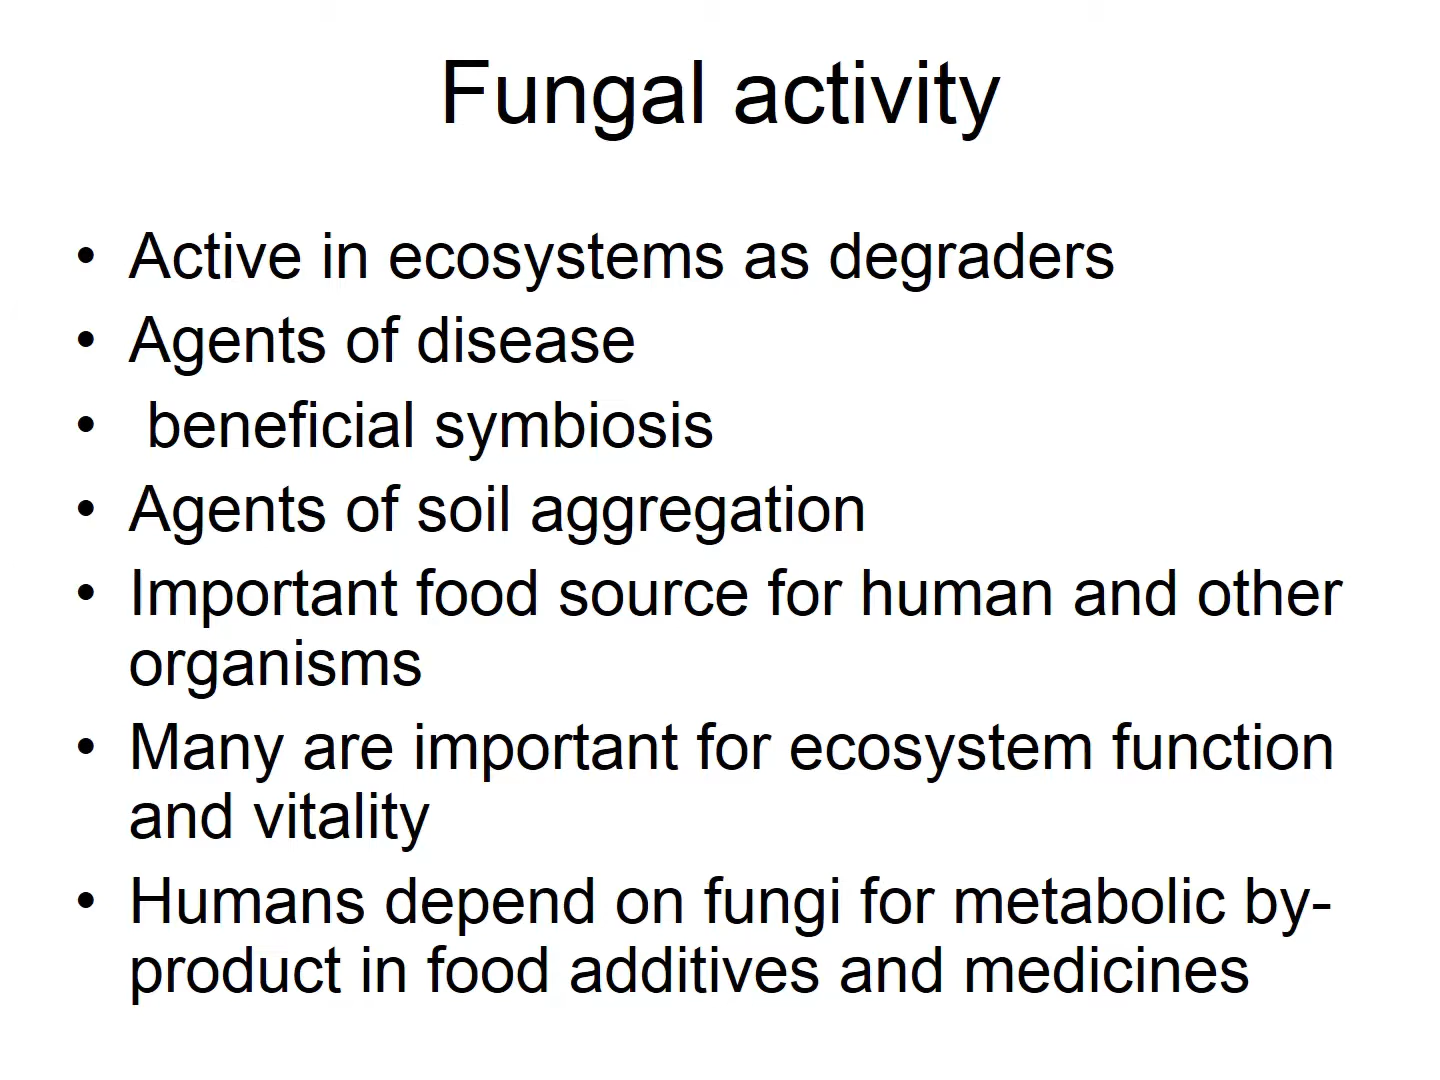 Fungal activity
• Active in ecosystems as degraders
• Agents of disease
• beneficial symbiosis
• Agents of soil aggregation
• Important food source for human and other
organisms
• Many are important for ecosystem function
and vitality
• Humans depend on fungi for metabolic by-
product in food additives and medicines